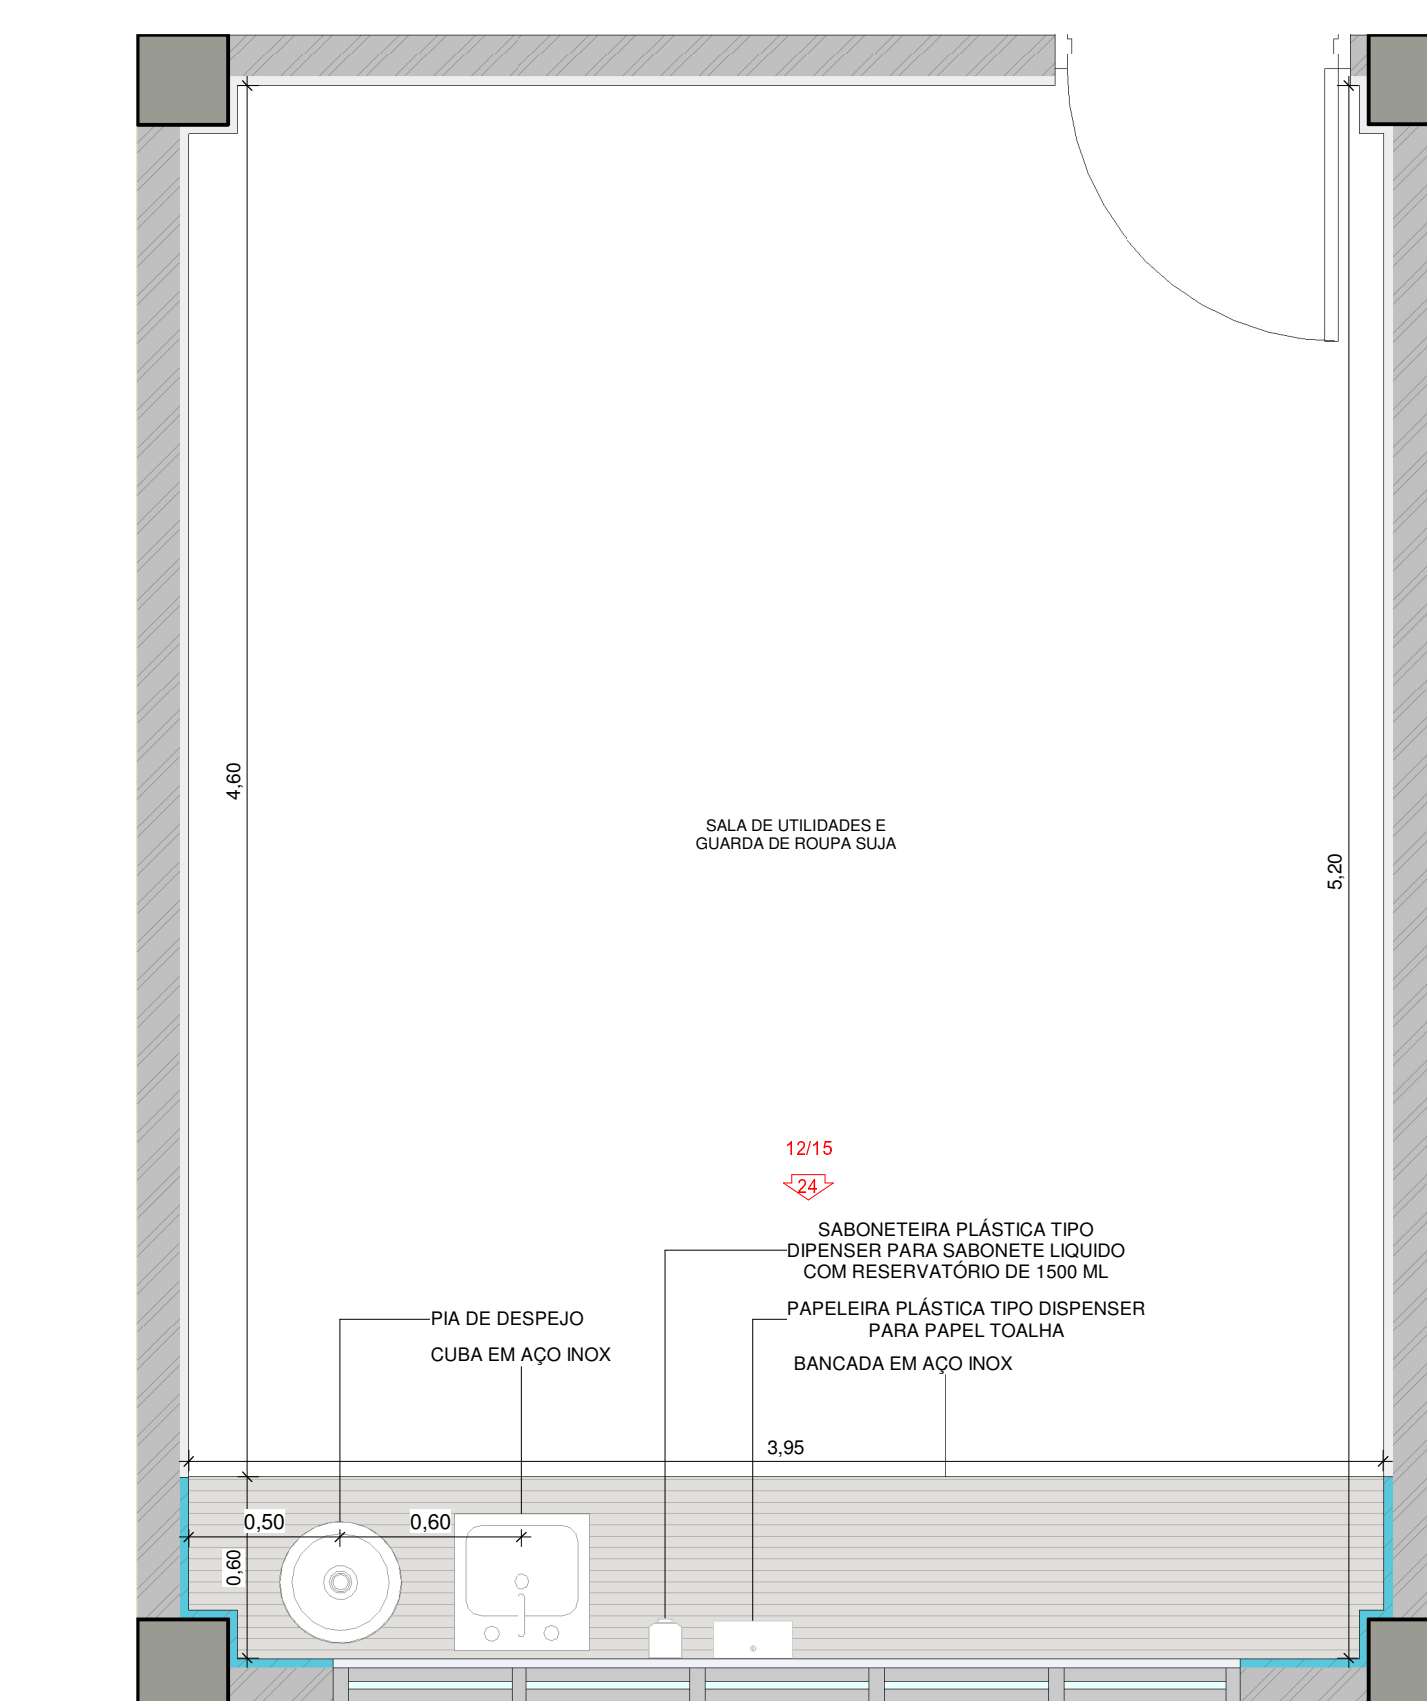 4,60
SALA DE UTILIDADES E
GUARDA DE ROUPA SUJA
5,20
12/15
24
SABONETEIRA PLÁSTICA TIPO
DIPENSER PARA SABONETE LIQUIDO
COM RESERVATÓRIO DE 1500 ML
PIA DE DESPEJO
PAPELEIRA PLÁSTICA TIPO DISPENSER
PARA PAPEL TOALHA
CUBA EM AÇO INOX
BANCADA EM AÇO INOX
3,95
0,50
0,60
0,60